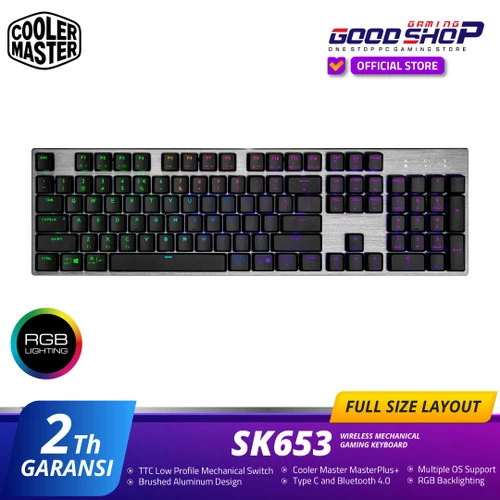 COOLER
MASTER
GAMING
GOODSHOP
ONE STOP PC GAMING STORE
OFFICIAL STORE
RGB
LIGHTING
FULL SIZE LAYOUT
2Th
GARANSI
SK653
WIRELESS MECHANICAL
GAMING KEYBOARD
TTC Low Profile Mechanical Switch
Brushed Aluminum Design
Cooler Master MasterPlus+
Type C and Bluetooth 4.0
Multiple OS Support
RGB Backlighting